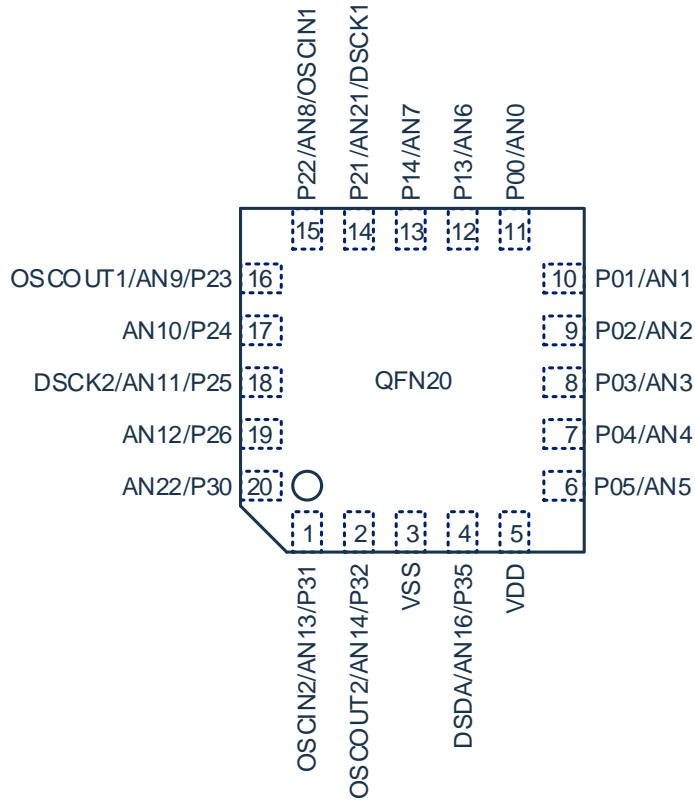 P22/AN8/OSCIN1
P21/AN21/DSCK1
P14/AN7
P13/AN6
P00/AN0
15
14
13
12
11
OSCOUT1/AN9/P23
16
10
P01/AN1
AN10/P24
17
9
P02/AN2
DSCK2/AN11/P25
18
QFN20
8
P03/AN3
AN12/P26
19
7
P04/AN4
AN22/P30
20
6
P05/AN5
1
2
3
4
5
OSCIN2/AN13/P31
OSCOUT2/AN14/P32
VSS
DSDA/AN16/P35
VDD